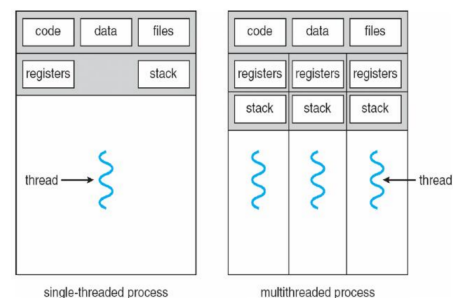 code data files
registers stack
thread
single-threaded process
code data files
registers registers registers
stack stack stack
thread
multithreaded process